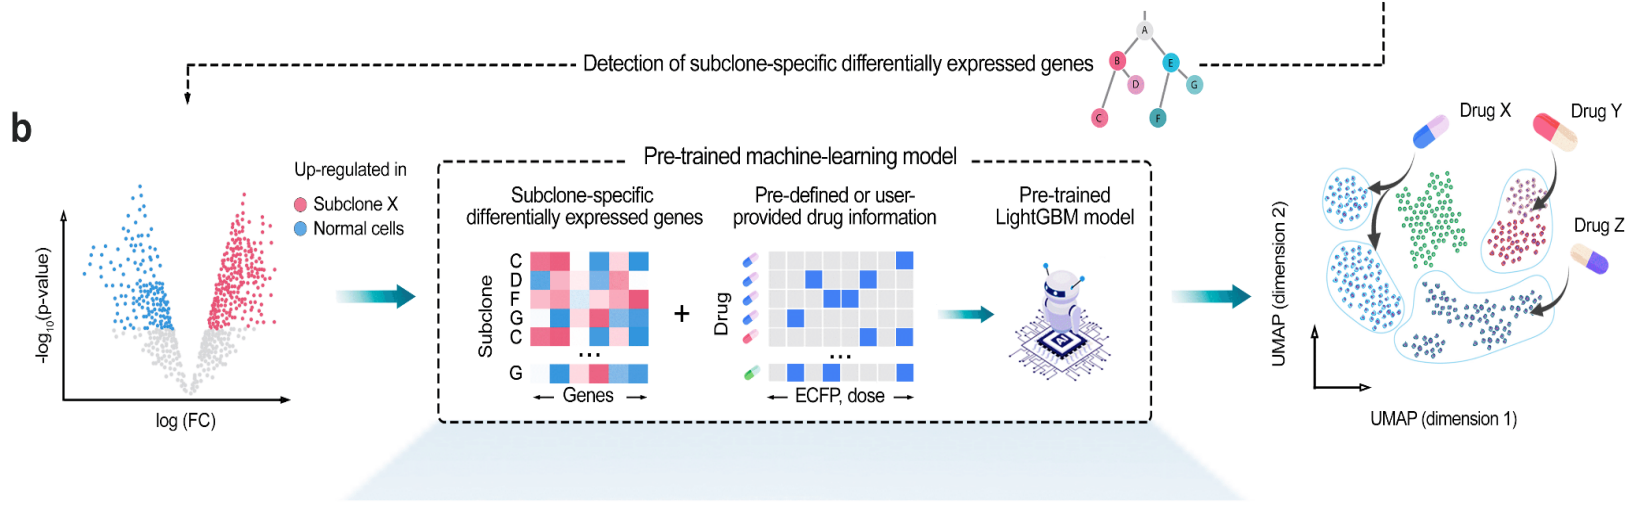 Detection of subclone-specific differentially expressed genes
A
B
E
D
G
C
F
b
Up-regulated in
Subclone X
Normal cells
-log10(p-value)
log (FC)
Pre-trained machine-learning model
Subclone-specific
differentially expressed genes
Subclone
C
D
F
G
C
...
G
Genes
+
Pre-defined or user-
provided drug information
Drug
...
ECFP, dose
Pre-trained
LightGBM model
AI
Drug X
Drug Y
Drug Z
UMAP (dimension 2)
UMAP (dimension 1)